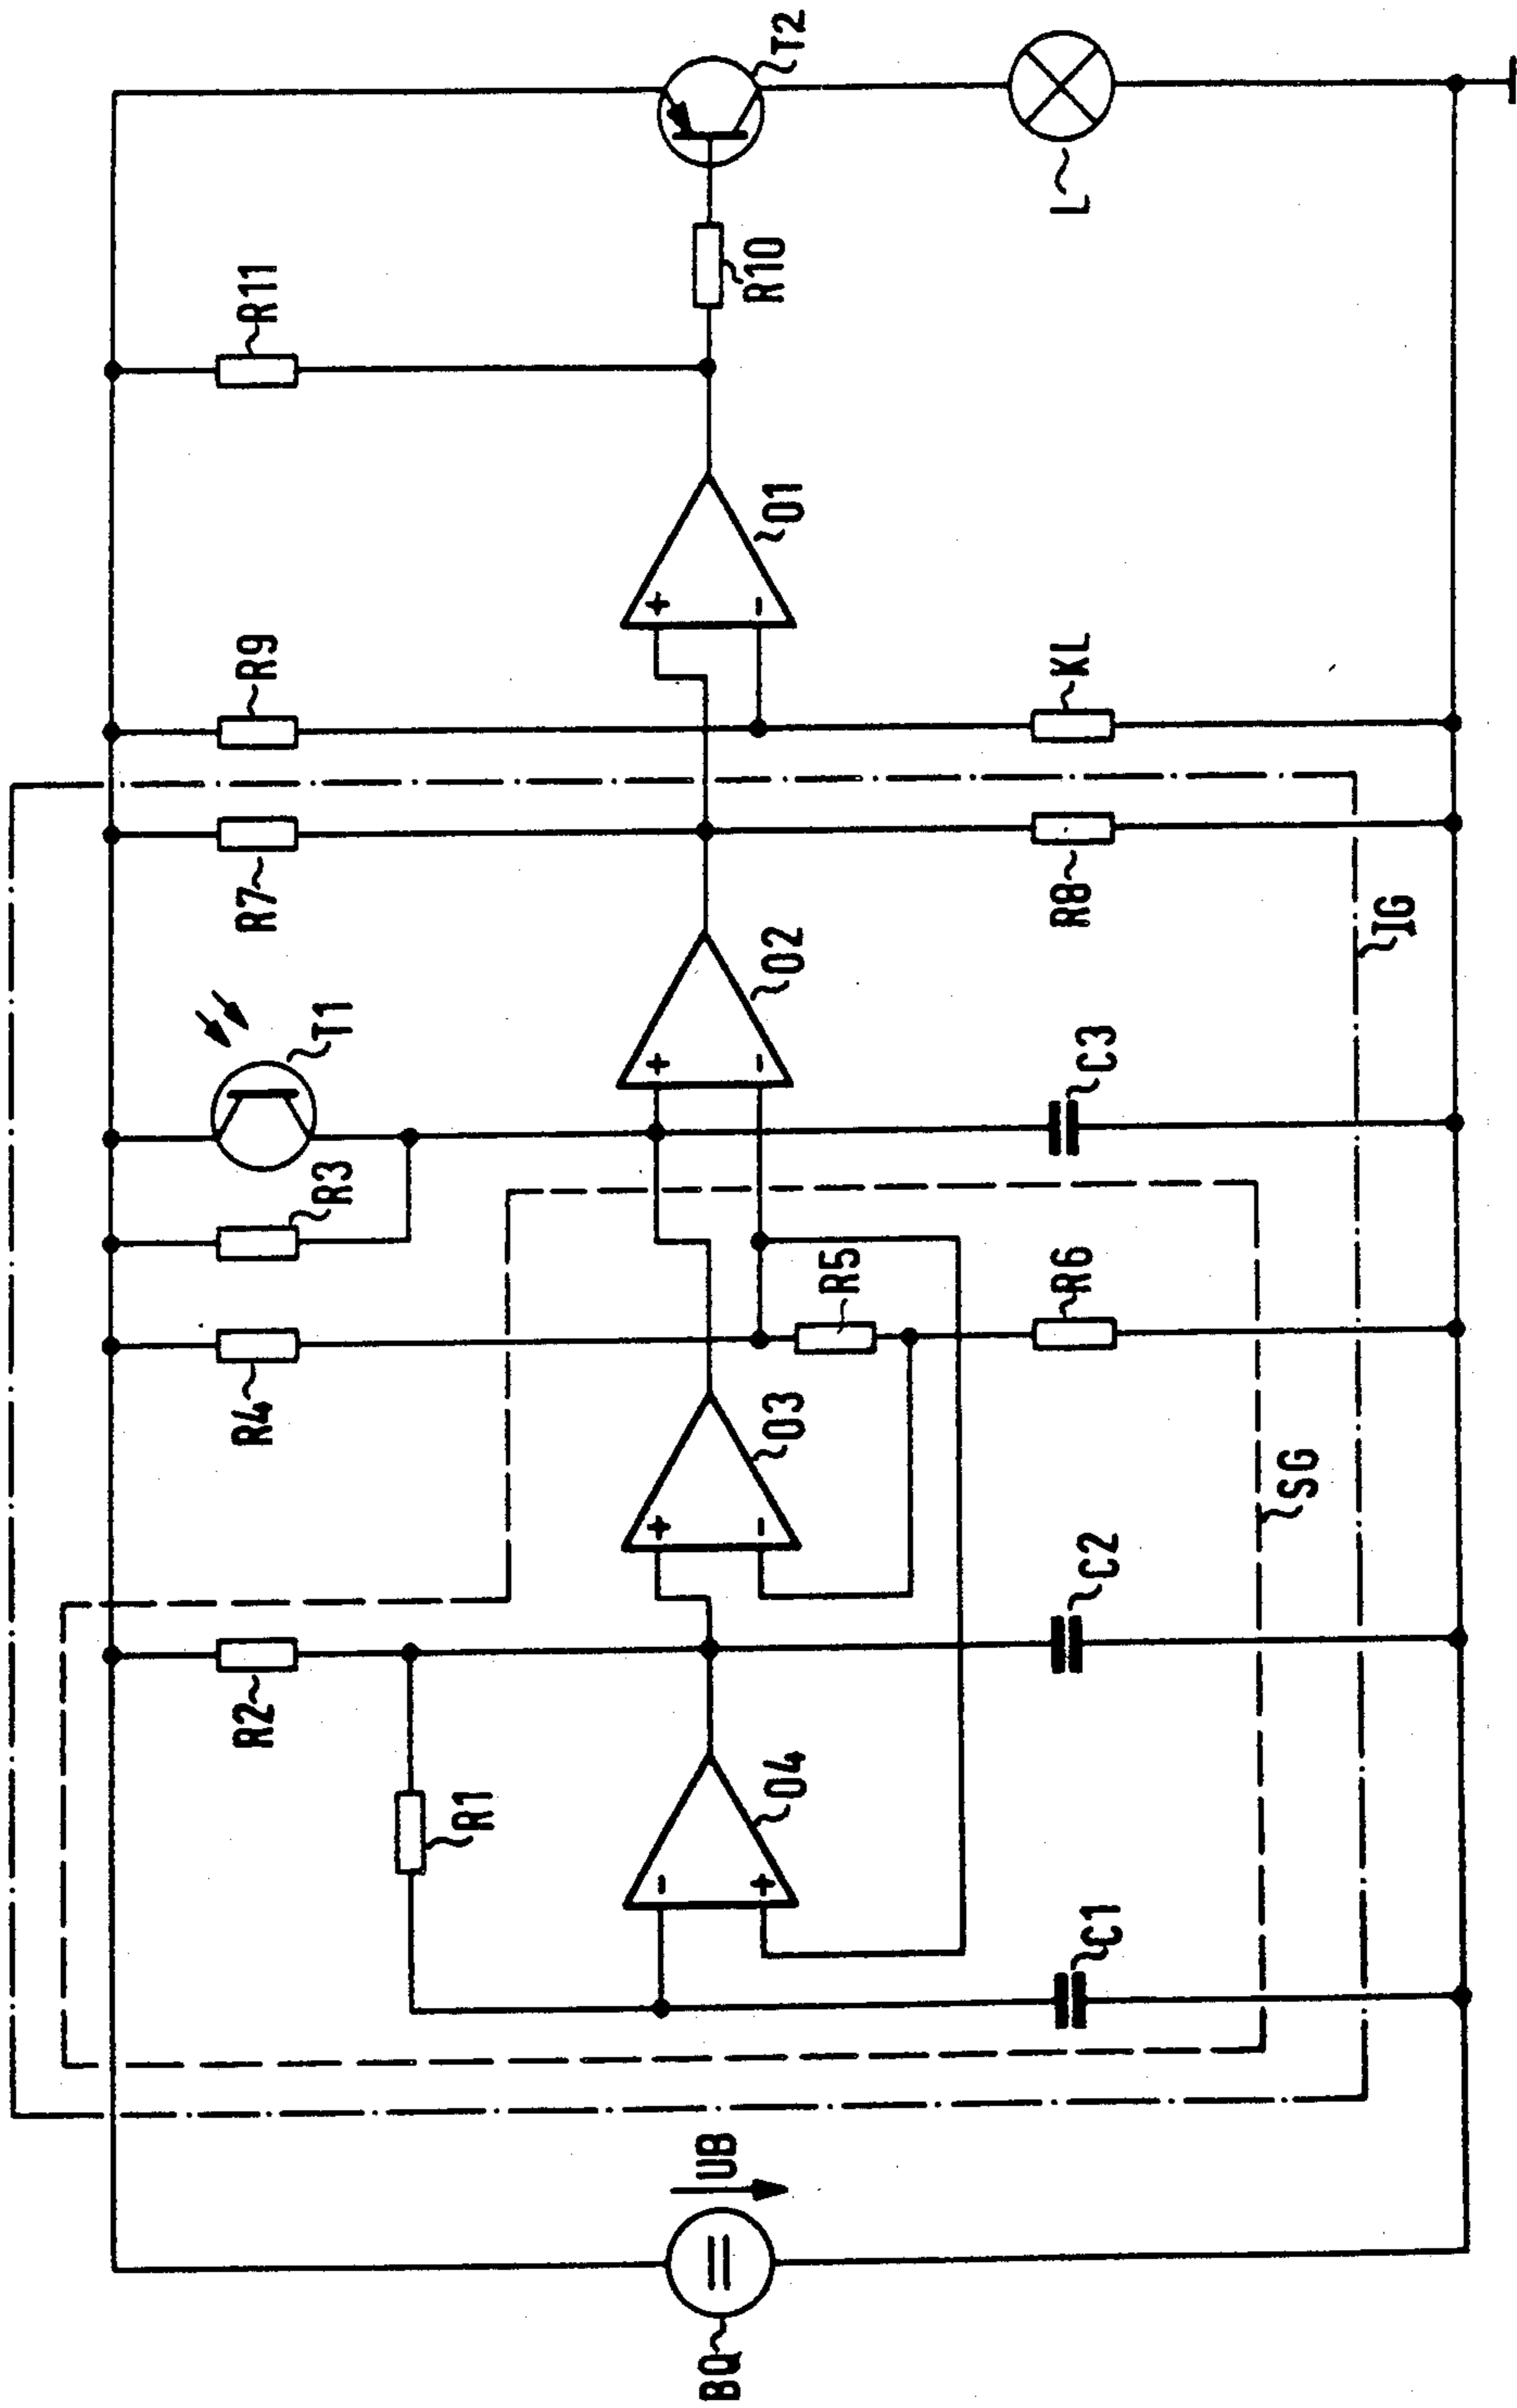 BQ
UB
C1
R1
O4
R2
C2
SG
O3
R4
R5
R6
R3
T1
C3
O2
IG
R7
R8
R9
KL
O1
R11
R10
T2
L